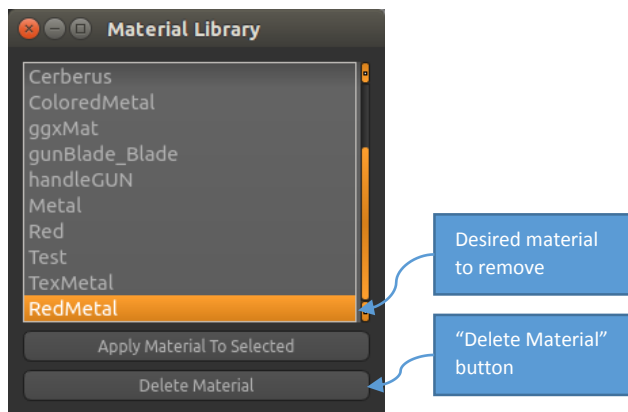 Material Library
Cerberus
ColoredMetal
ggxMat
gunBlade_Blade
handleGUN
Metal
Red
Test
TexMetal
RedMetal
Apply Material To Selected
Delete Material
Desired material
to remove
“Delete Material”
button